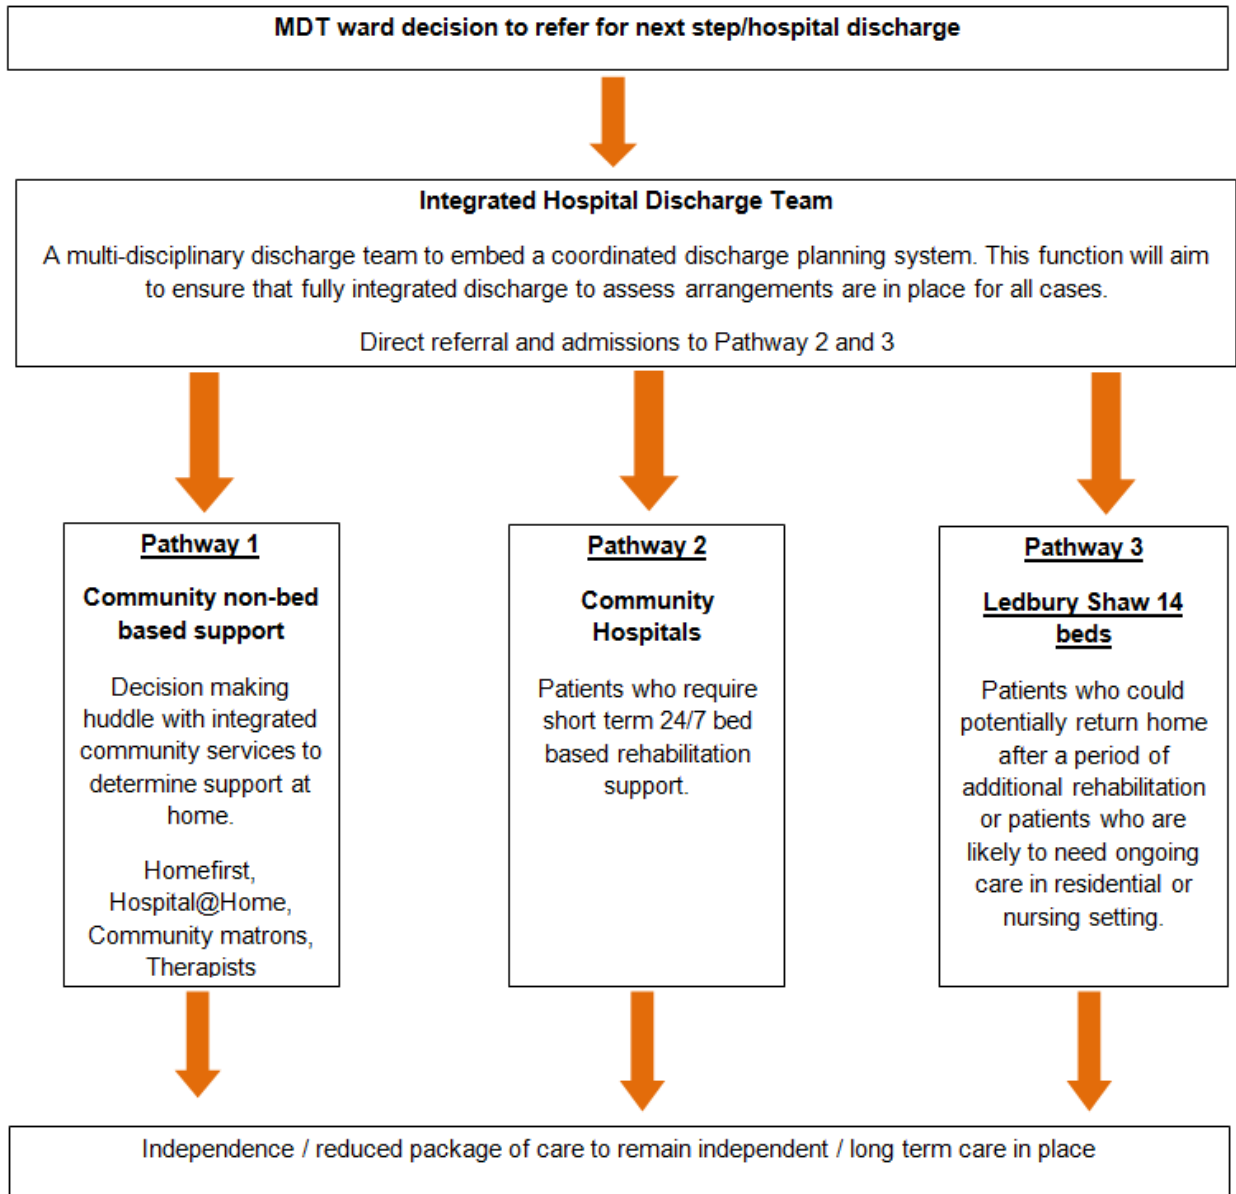 MDT ward decision to refer for next step/hospital discharge
Integrated Hospital Discharge Team
A multi-disciplinary discharge team to embed a coordinated discharge planning system. This function will aim
to ensure that fully integrated discharge to assess arrangements are in place for all cases.
Direct referral and admissions to Pathway 2 and 3
Pathway 1
Community non-bed
based support
Decision making
huddle with integrated
community services to
determine support at
home.
Homefirst,
Hospital@Home,
Community matrons,
Therapists
Pathway 2
Community
Hospitals
Patients who require
short term 24/7 bed
based rehabilitation
support.
Pathway 3
Ledbury Shaw 14
beds
Patients who could
potentially return home
after a period of
additional rehabilitation
or patients who are
likely to need ongoing
care in residential or
nursing setting.
Independence / reduced package of care to remain independent / long term care in place